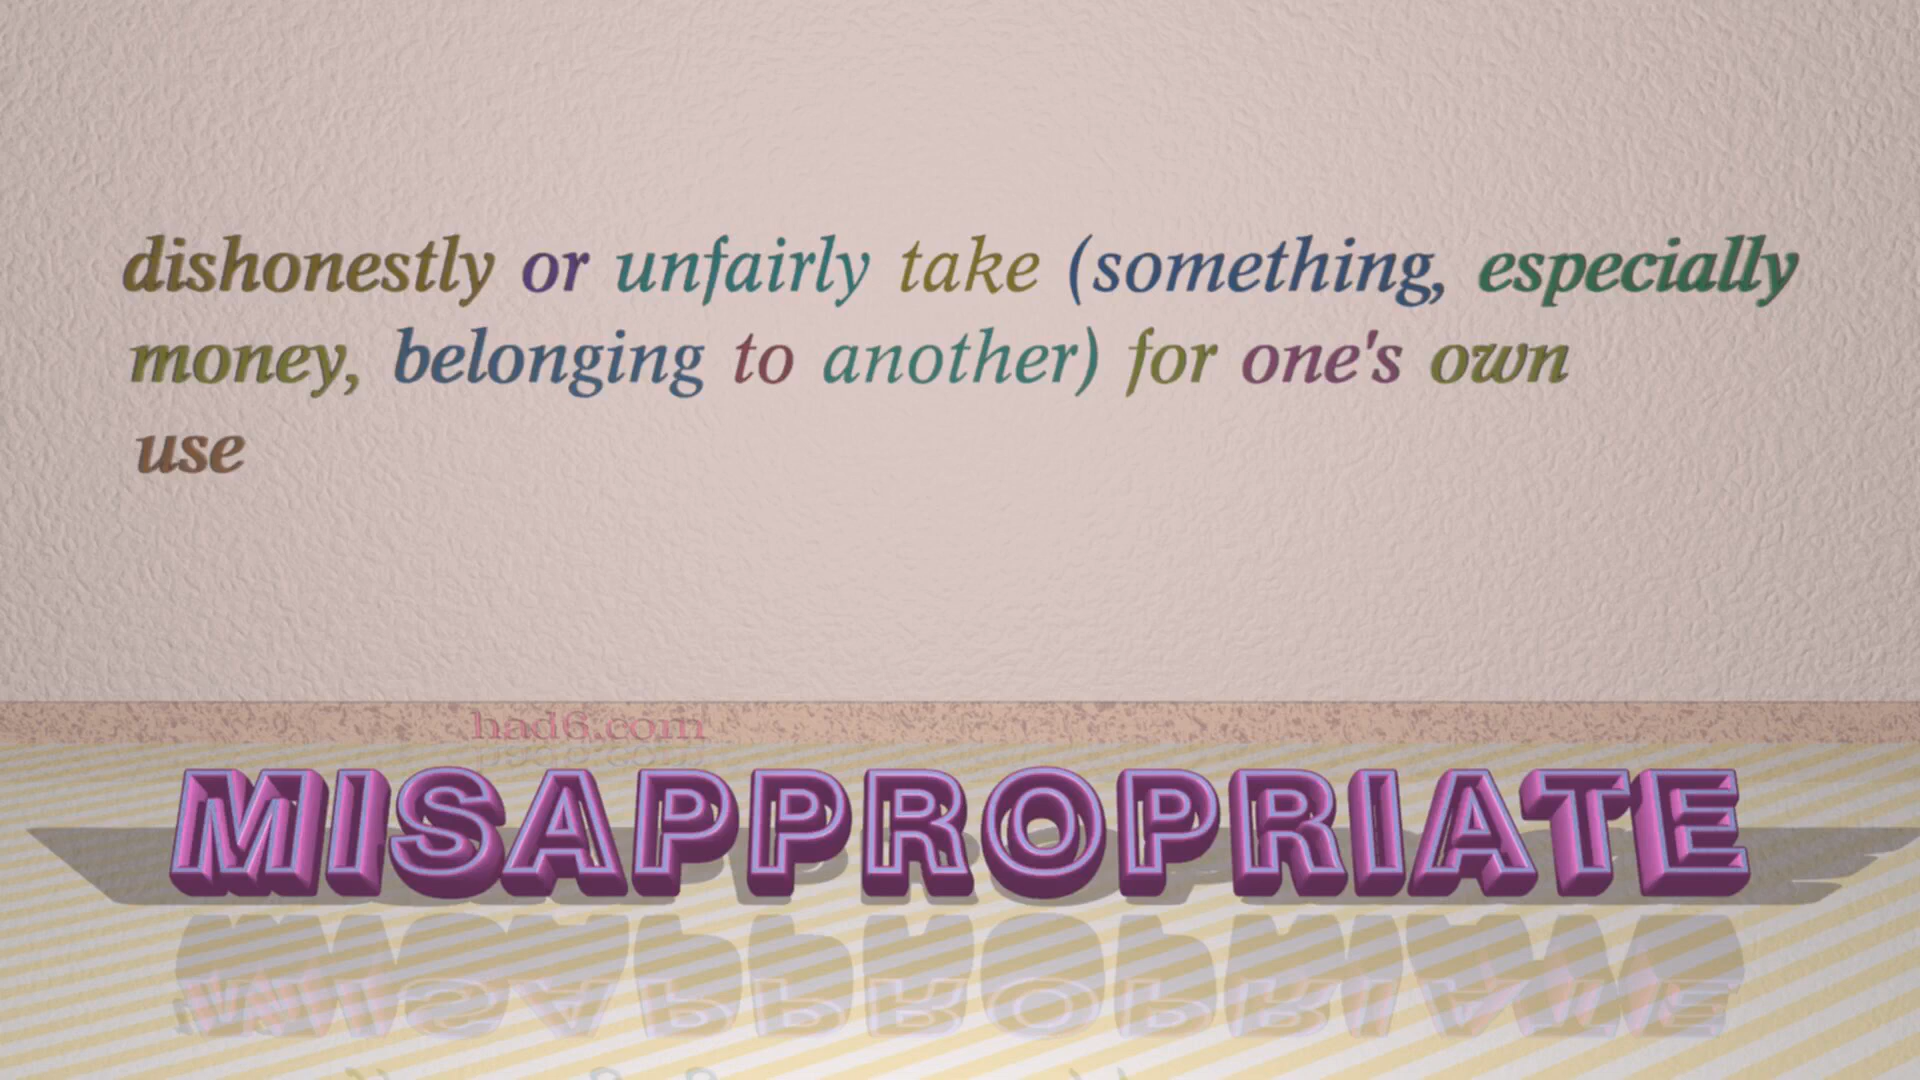 dishonestly or unfairly take (something, especially
money, belonging to another) for one's own
use
had6.com
MISAPPROPRIATE